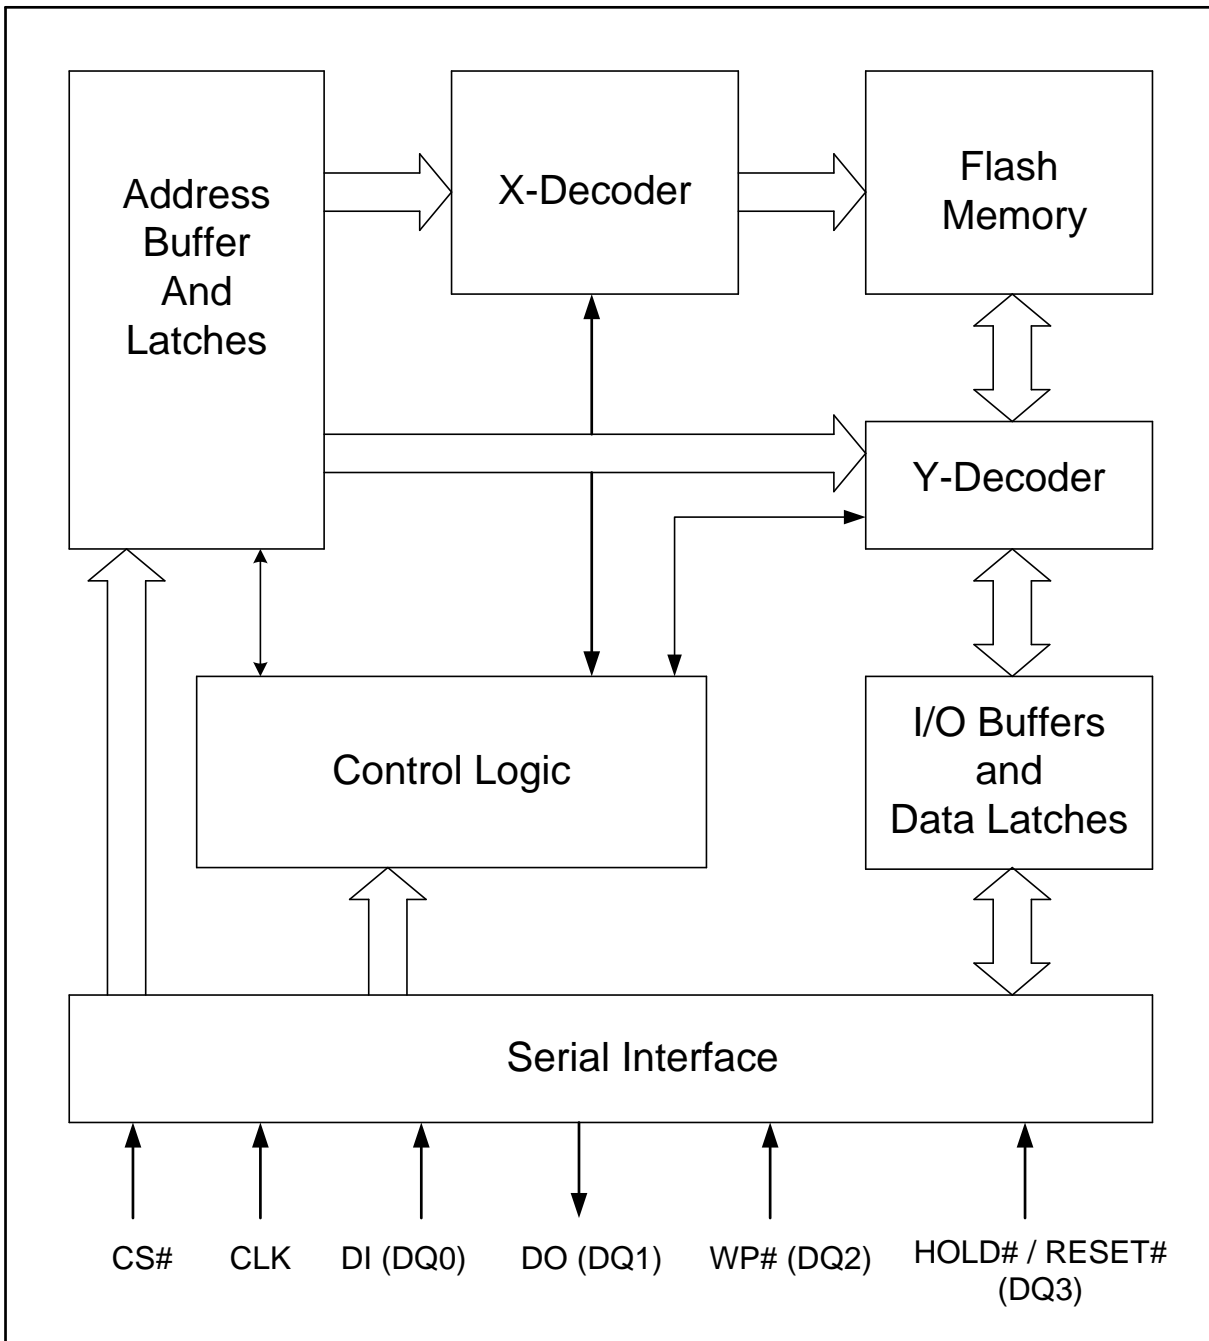 Address
Buffer
And
Latches
X-Decoder
Flash
Memory
Y-Decoder
Control Logic
I/O Buffers
and
Data Latches
Serial Interface
CS#
CLK
DI (DQ0)
DO (DQ1)
WP# (DQ2)
HOLD# / RESET#
(DQ3)